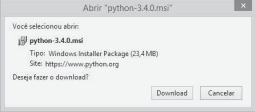 Abrir "python-3.4.0.msi"
Você selecionou abrir:
python-3.4.0.msi
Tipo: Windows Installer Package (23,4 MB)
Site: https://www.python.org
Deseja fazer o download?
Download
Cancelar